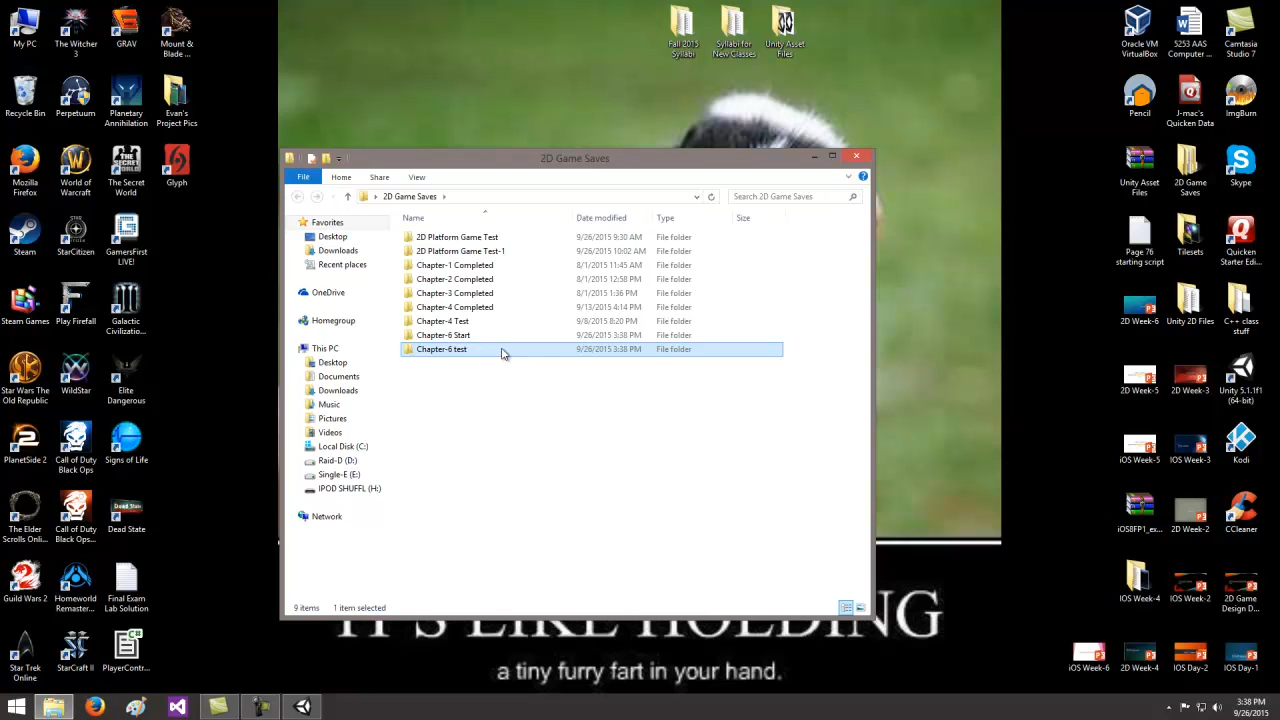 My PC
The Witcher 3
GRAV
Mount & Blade ...
Recycle Bin
Perpetuum
Planetary Annihilation
Evan's Project Pics
Mozilla Firefox
World of Warcraft
The Secret World
Glyph
Steam
StarCitizen
GamersFirst LIVE!
Steam Games
Play Firefall
Galactic Civilizatio...
Star Wars The Old Republic
WildStar
Elite Dangerous
PlanetSide 2
Call of Duty Black Ops
Signs of Life
The Elder Scrolls Onli...
Call of Duty Black Ops...
Dead State
Guild Wars 2
Homeworld Remaster...
Final Exam Lab Solution
Star Trek Online
StarCraft II
PlayerContr...
Fall 2015 Syllabi
Syllabi for New Classes
Unity Asset Files
2D Game Saves
File
Home
Share
View
2D Game Saves
Search 2D Game Saves
Name
Date modified
Type
Size
Favorites
Desktop
Downloads
Recent places
OneDrive
Homegroup
This PC
Desktop
Documents
Downloads
Music
Pictures
Videos
Local Disk (C:)
Raid-D (D:)
Single-E (E:)
IPOD SHUFFL (H:)
Network
2D Platform Game Test 9/26/2015 9:30 AM File folder
2D Platform Game Test-1 9/26/2015 10:02 AM File folder
Chapter-1 Completed 8/1/2015 11:45 AM File folder
Chapter-2 Completed 8/1/2015 12:58 PM File folder
Chapter-3 Completed 8/1/2015 1:36 PM File folder
Chapter-4 Completed 9/13/2015 4:14 PM File folder
Chapter-4 Test 9/8/2015 8:20 PM File folder
Chapter-6 Start 9/26/2015 3:38 PM File folder
Chapter-6 test 9/26/2015 3:38 PM File folder
9 items 1 item selected
IT'S LIKE HOLDING
a tiny furry fart in your hand.
Oracle VM VirtualBox
5253 AAS Computer ...
Camtasia Studio 7
Pencil
J-mac's Quicken Data
ImgBurn
Unity Asset Files
2D Game Saves
Skype
Page 76 starting script
Tilesets
Quicken Starter Edi...
2D Week-6
Unity 2D Files
C++ class stuff
2D Week-5
2D Week-3
Unity 5.1.1f1 (64-bit)
iOS Week-5
iOS Week-3
Kodi
iOS8FP1_ex...
2D Week-2
CCleaner
iOS Week-4
iOS Week-2
2D Game Design D...
iOS Week-6
2D Week-4
iOS Day-2
iOS Day-1
3:38 PM
9/26/2015